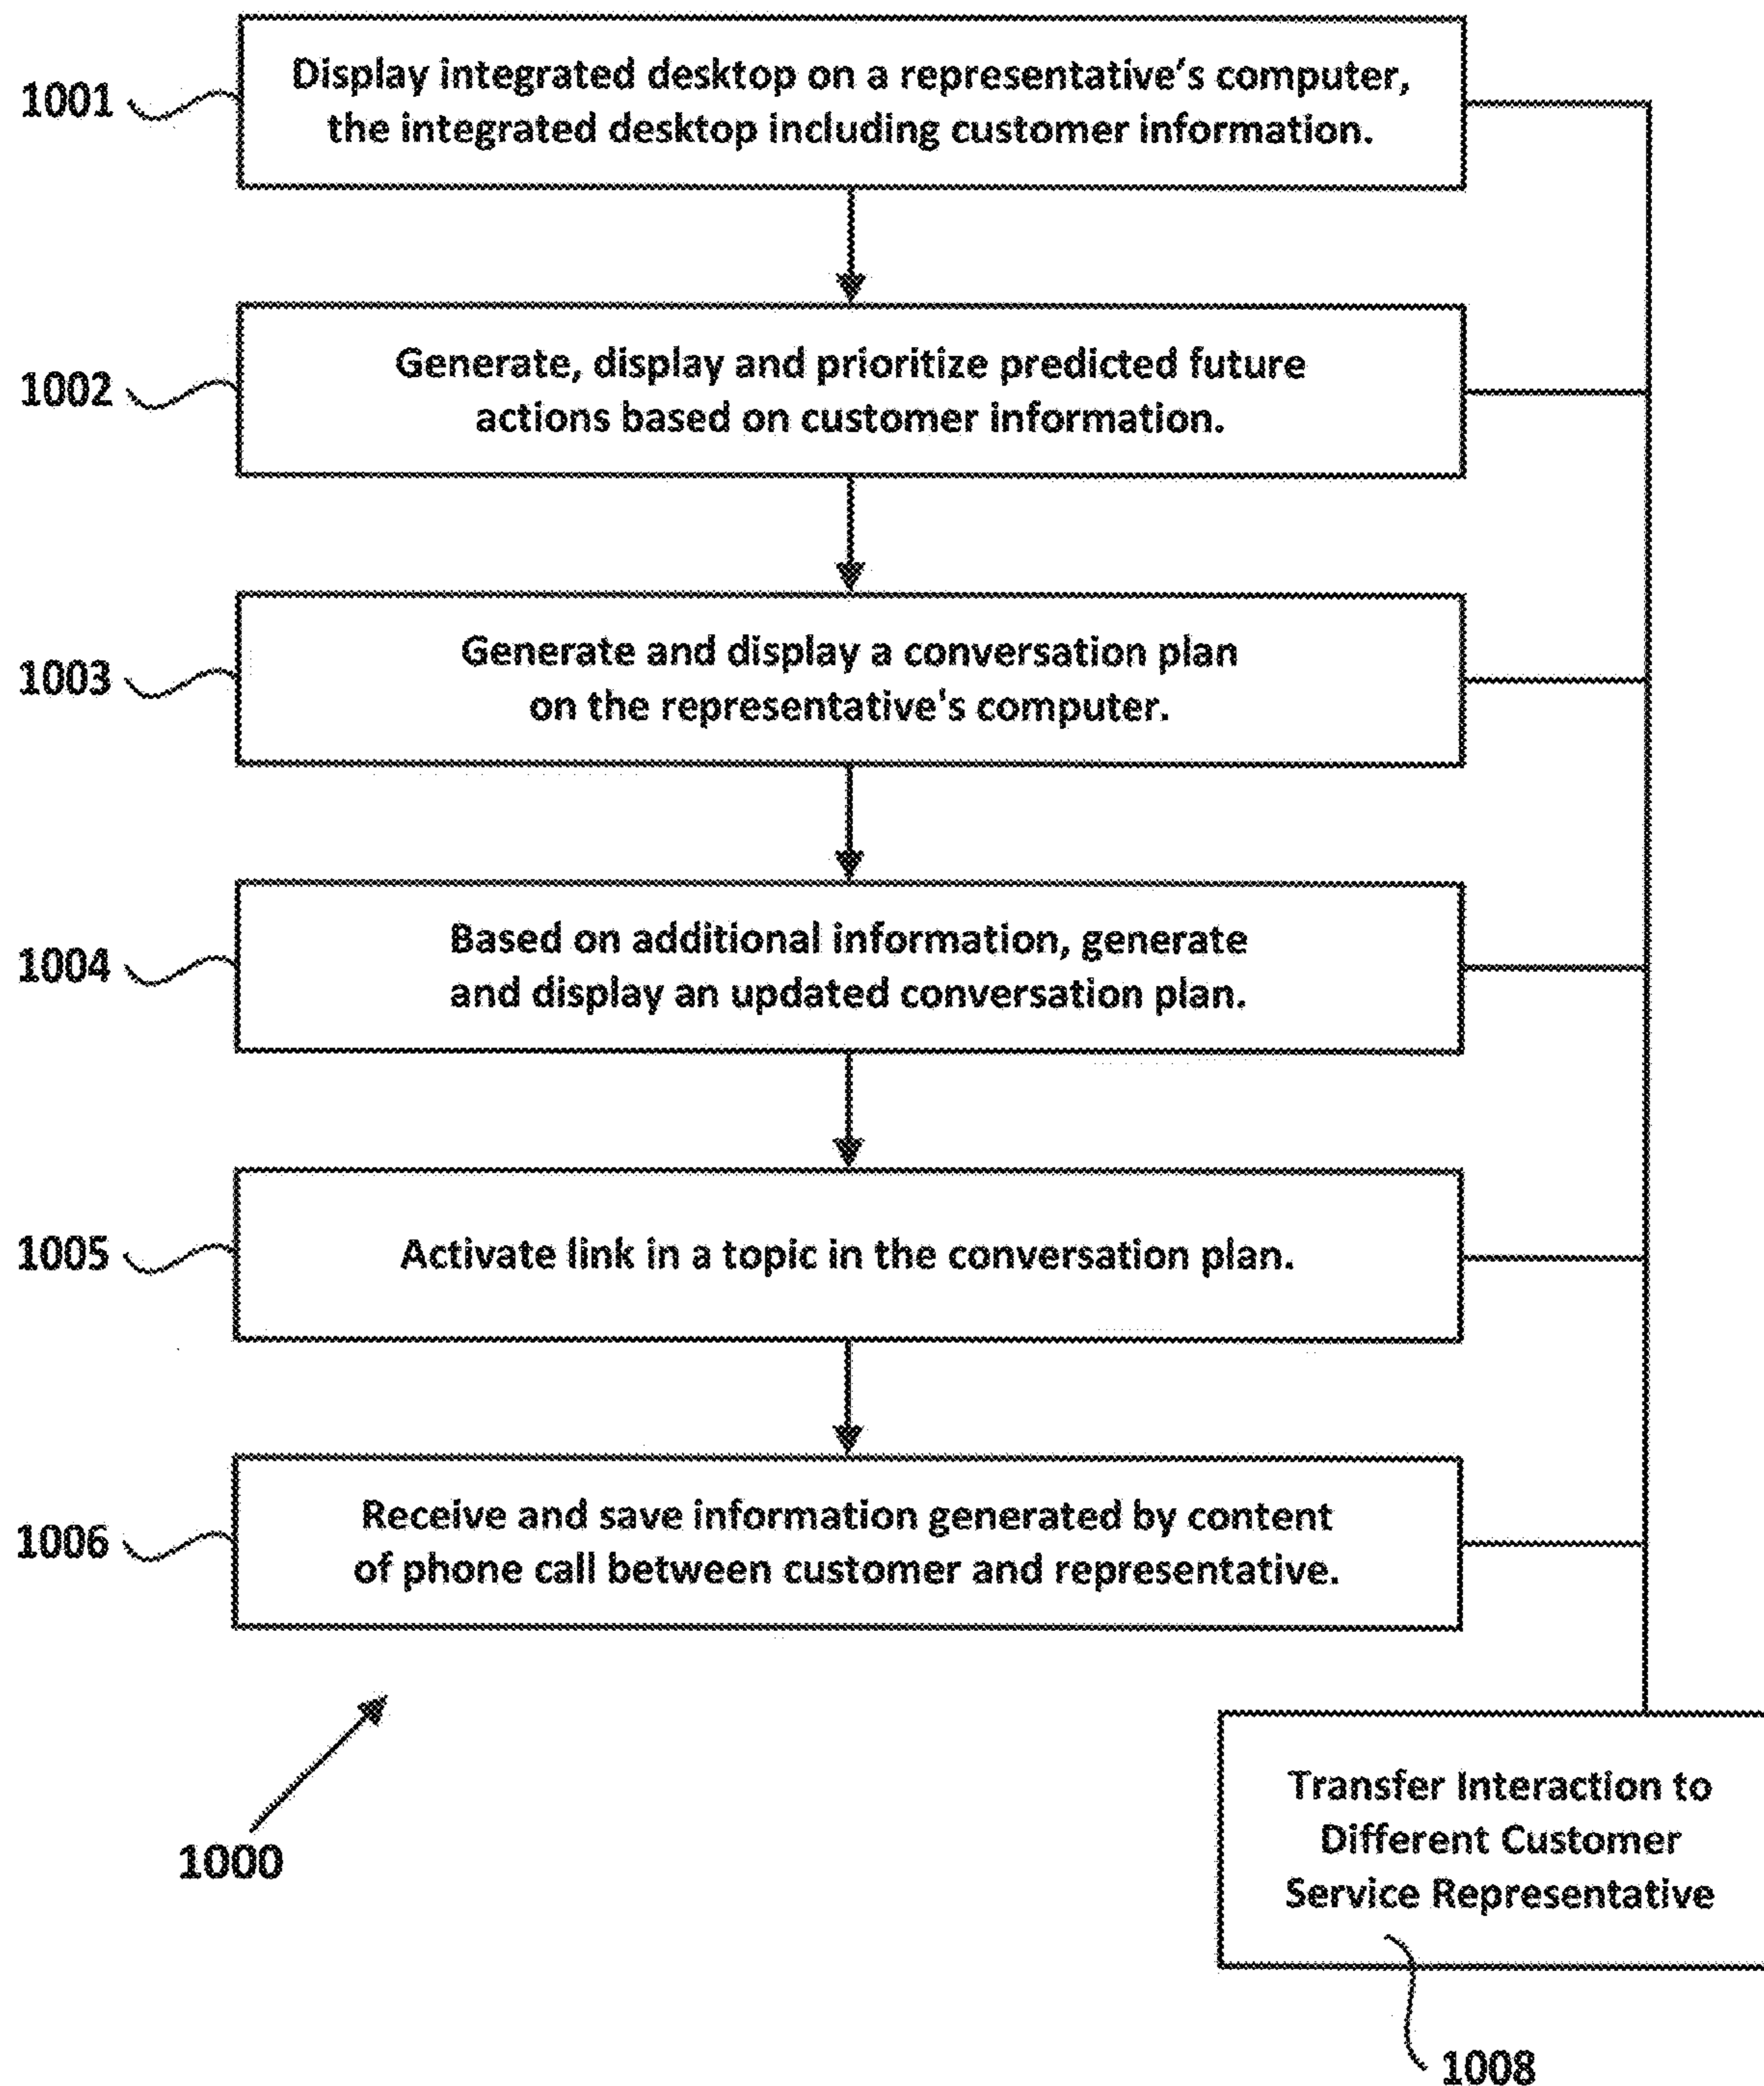 1001
Display integrated desktop on a representative's computer,
the integrated desktop including customer information.
1002
Generate, display and prioritize predicted future
actions based on customer information.
1003
Generate and display a conversation plan
on the representative's computer.
1004
Based on additional information, generate
and display an updated conversation plan.
1005
Activate link in a topic in the conversation plan.
1006
Receive and save information generated by content
of phone call between customer and representative.
1000
Transfer Interaction to
Different Customer
Service Representative
1008